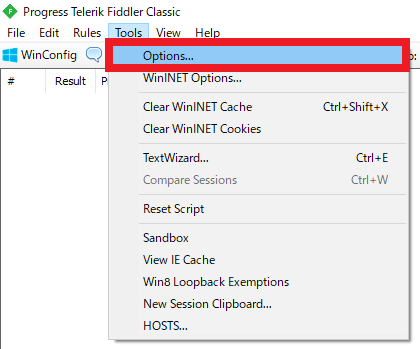 Progress Telerik Fiddler Classic
File Edit Rules Tools View Help
WinConfig
# Result
Options...
WinINET Options...
Clear WinINET Cache Ctrl+Shift+X
Clear WinINET Cookies
TextWizard... Ctrl+E
Compare Sessions Ctrl+W
Reset Script
Sandbox
View IE Cache
Win8 Loopback Exemptions
New Session Clipboard...
HOSTS...